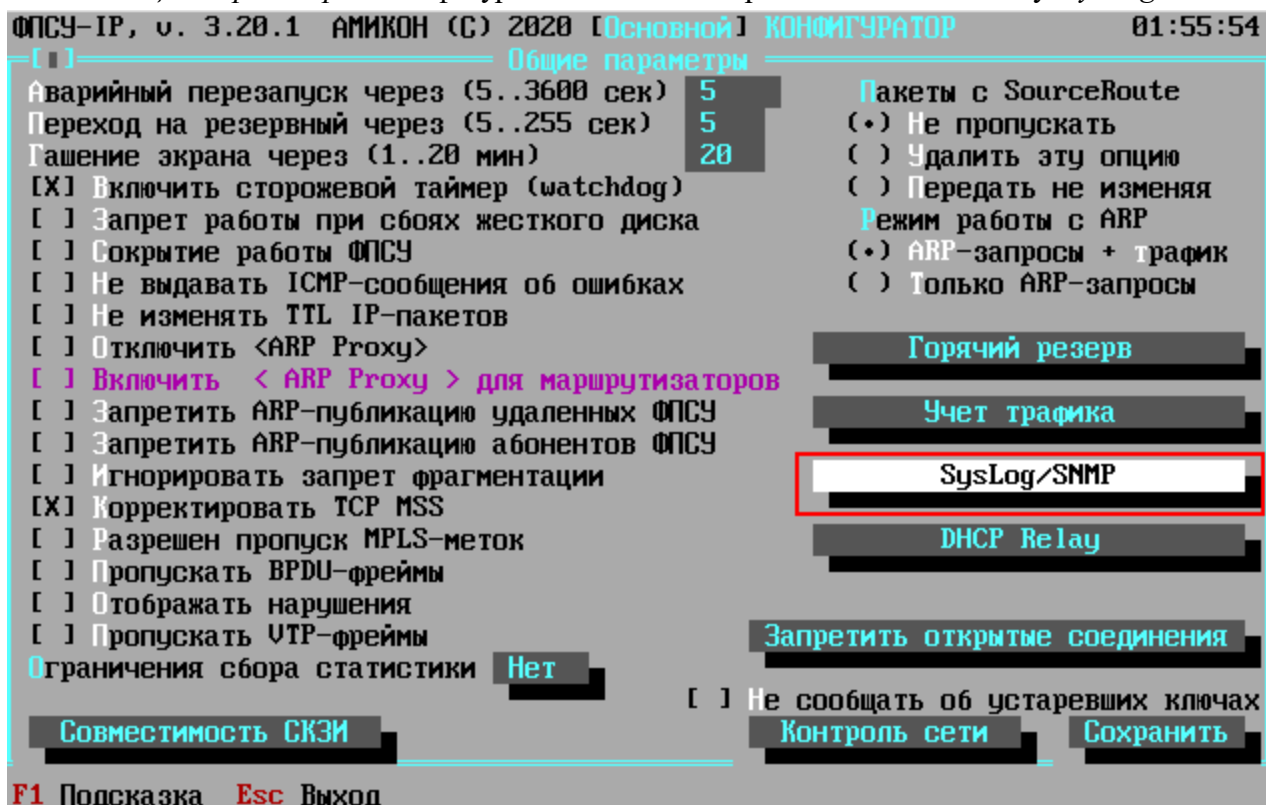 ФПСУ-IP, v. 3.20.1 АМИКОН (C) 2020 [Основной] КОНФИГУРАТОР 01:55:54
Общие параметры
Аварийный перезапуск через (5..3600 сек) 5
Переход на резервный через (5..255 сек) 5
Гашение экрана через (1..20 мин) 20
[X] Включить сторожевой таймер (watchdog)
[ ] Запрет работы при сбоях жесткого диска
[ ] Сокрытие работы ФПСУ
[ ] Не выдавать ICMP-сообщения об ошибках
[ ] Не изменять TTL IP-пакетов
[ ] Отключить <ARP Proxy>
[ ] Включить < ARP Proxy > для маршрутизаторов
[ ] Запретить ARP-публикацию удаленных ФПСУ
[ ] Запретить ARP-публикацию абонентов ФПСУ
[ ] Игнорировать запрет фрагментации
[X] Корректировать TCP MSS
[ ] Разрешен пропуск MPLS-меток
[ ] Пропускать BPDU-фреймы
[ ] Отображать нарушения
[ ] Пропускать VTP-фреймы
Ограничения сбора статистики Нет
Совместимость СКЗИ
Пакеты с SourceRoute
(•) Не пропускать
( ) Удалить эту опцию
( ) Передать не изменяя
Режим работы с ARP
(•) ARP-запросы + трафик
( ) Только ARP-запросы
Горячий резерв
Учет трафика
SysLog/SNMP
DHCP Relay
Запретить открытые соединения
[ ] Не сообщать об устаревших ключах
Контроль сети Сохранить
F1 Подсказка Esc Выход